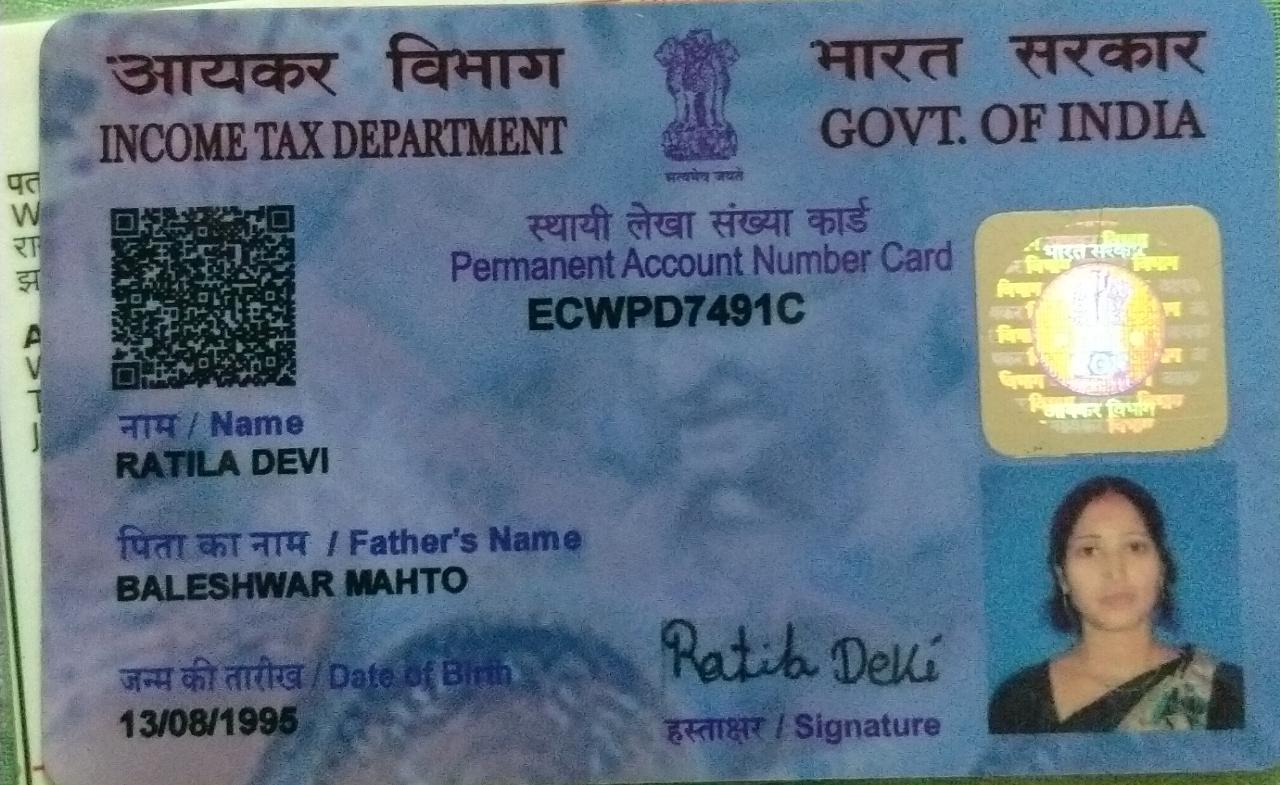 आयकर विभाग
INCOME TAX DEPARTMENT
भारत सरकार
GOVT. OF INDIA
सत्यमेव जयते
स्थायी लेखा संख्या कार्ड
Permanent Account Number Card
ECWPD7491C
भारत सरकार
आयकर विभाग
नाम / Name
RATILA DEVI
पिता का नाम / Father's Name
BALESHWAR MAHTO
जन्म की तारीख / Date of Birth
13/08/1995
Ratila Devi
हस्ताक्षर / Signature